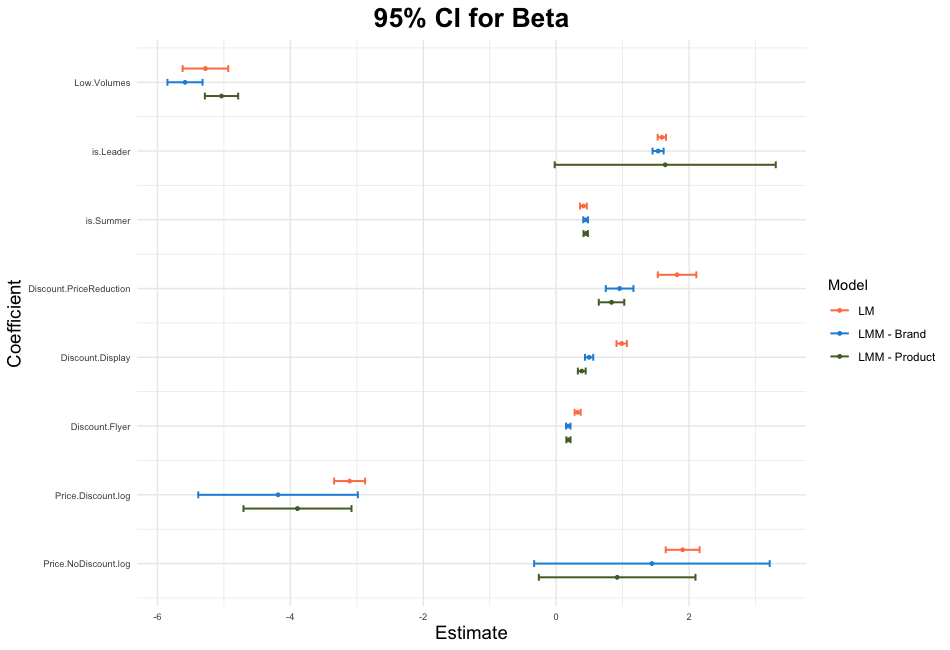 95% CI for Beta
Coefficient
Low.Volumes
is.Leader
is.Summer
Discount.PriceReduction
Discount.Display
Discount.Flyer
Price.Discount.log
Price.NoDiscount.log
-6 -4 -2 0 2
Estimate
Model
LM
LMM - Brand
LMM - Product